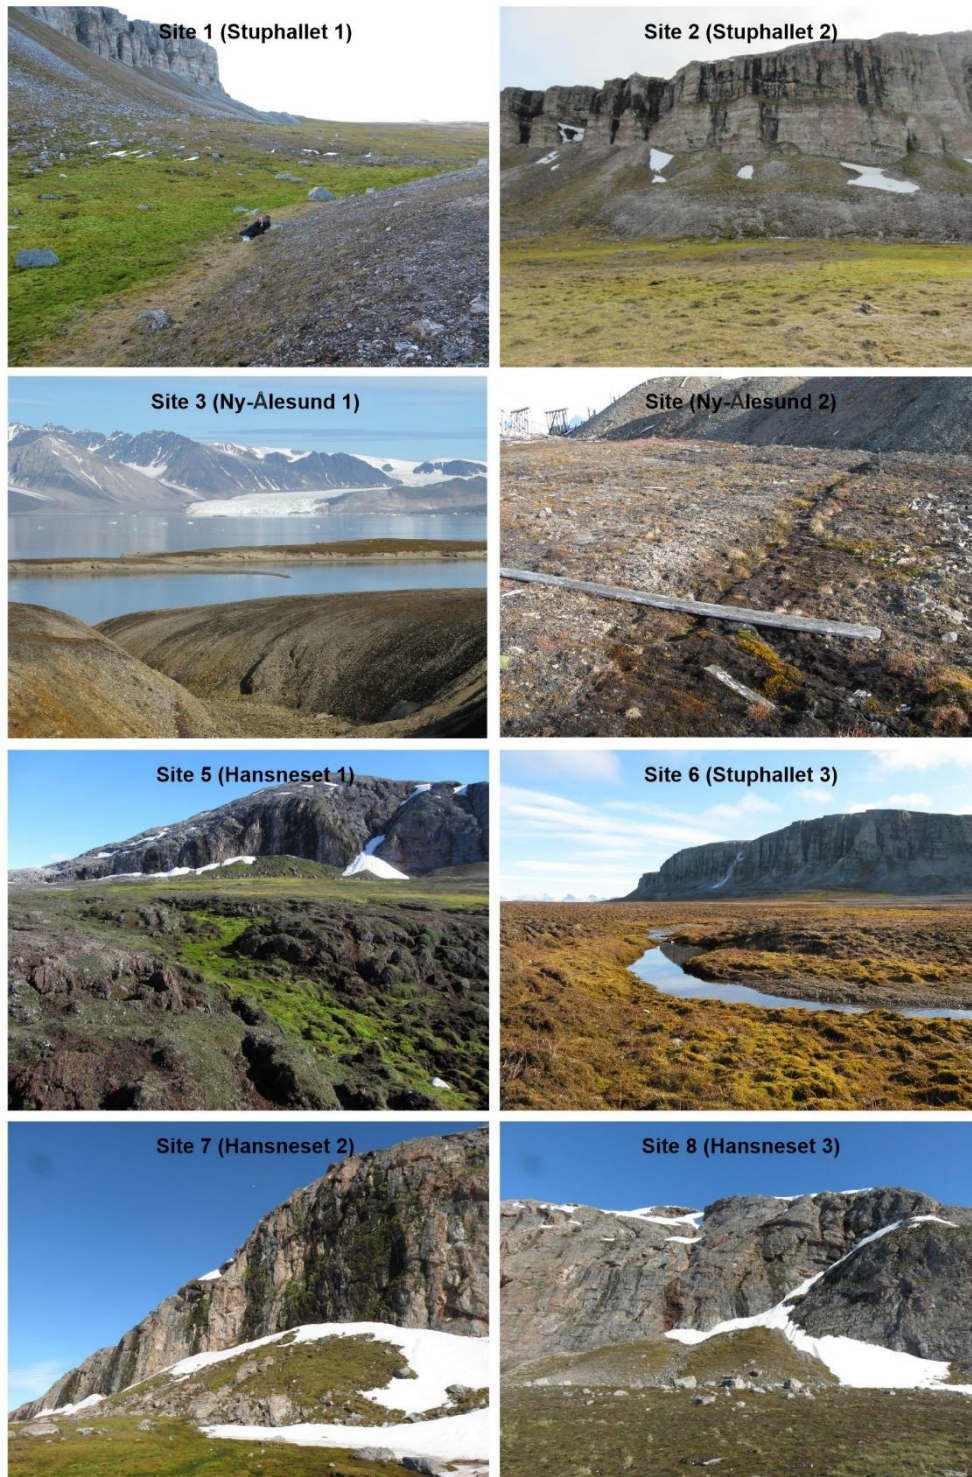 Site 1 (Stuphallet 1)
Site 2 (Stuphallet 2)
Site 3 (Ny-Ålesund 1)
Site (Ny-Ålesund 2)
Site 5 (Hansneset 1)
Site 6 (Stuphallet 3)
Site 7 (Hansneset 2)
Site 8 (Hansneset 3)